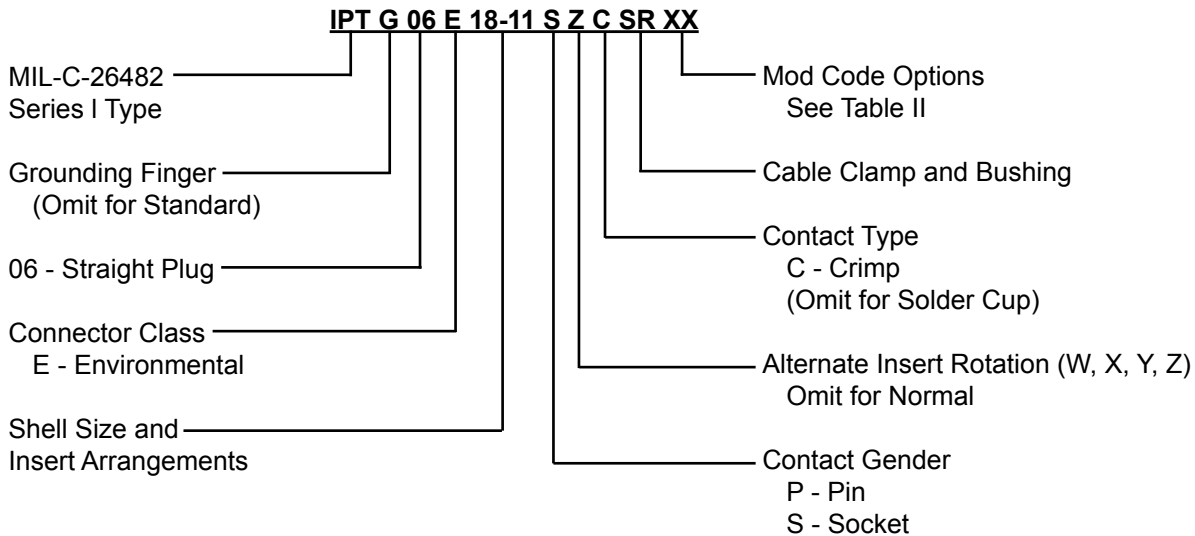 IPT G 06 E 18-11 S Z C SR XX
MIL-C-26482
Series I Type
Grounding Finger
(Omit for Standard)
06 - Straight Plug
Connector Class
E - Environmental
Shell Size and
Insert Arrangements
Mod Code Options
See Table II
Cable Clamp and Bushing
Contact Type
C - Crimp
(Omit for Solder Cup)
Alternate Insert Rotation (W, X, Y, Z)
Omit for Normal
Contact Gender
P - Pin
S - Socket